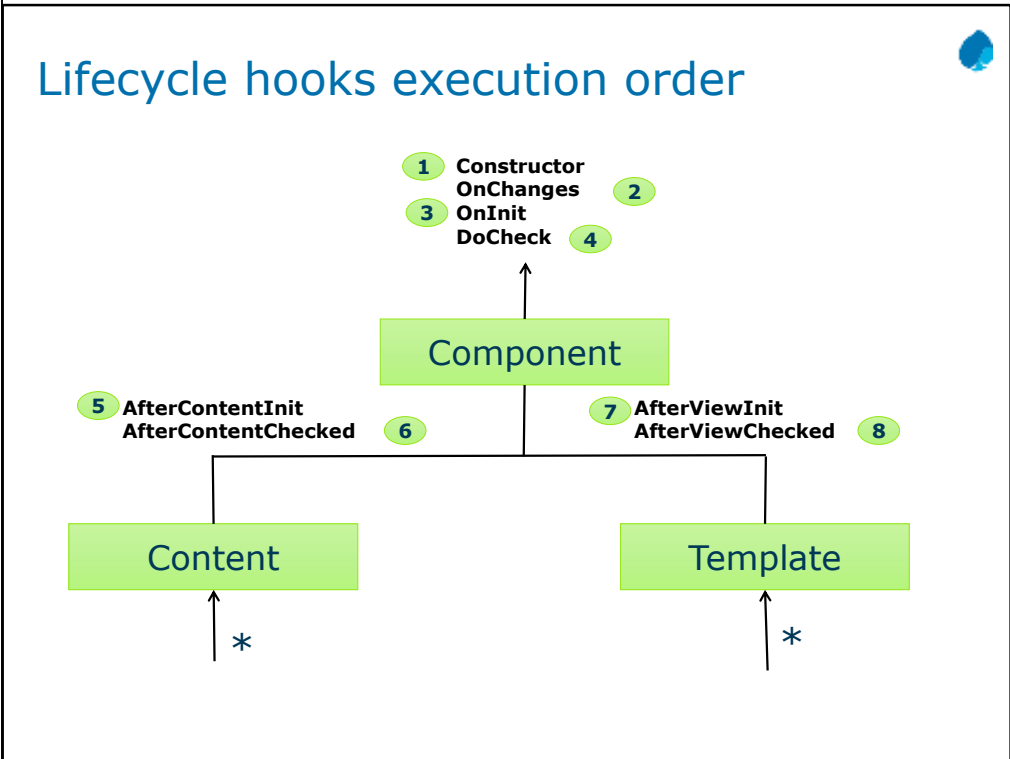 Lifecycle hooks execution order
1 Constructor
OnChanges 2
3 OnInit
DoCheck 4
Component
5 AfterContentInit
AfterContentChecked 6
7 AfterViewInit
AfterViewChecked 8
Content
Template
*
*